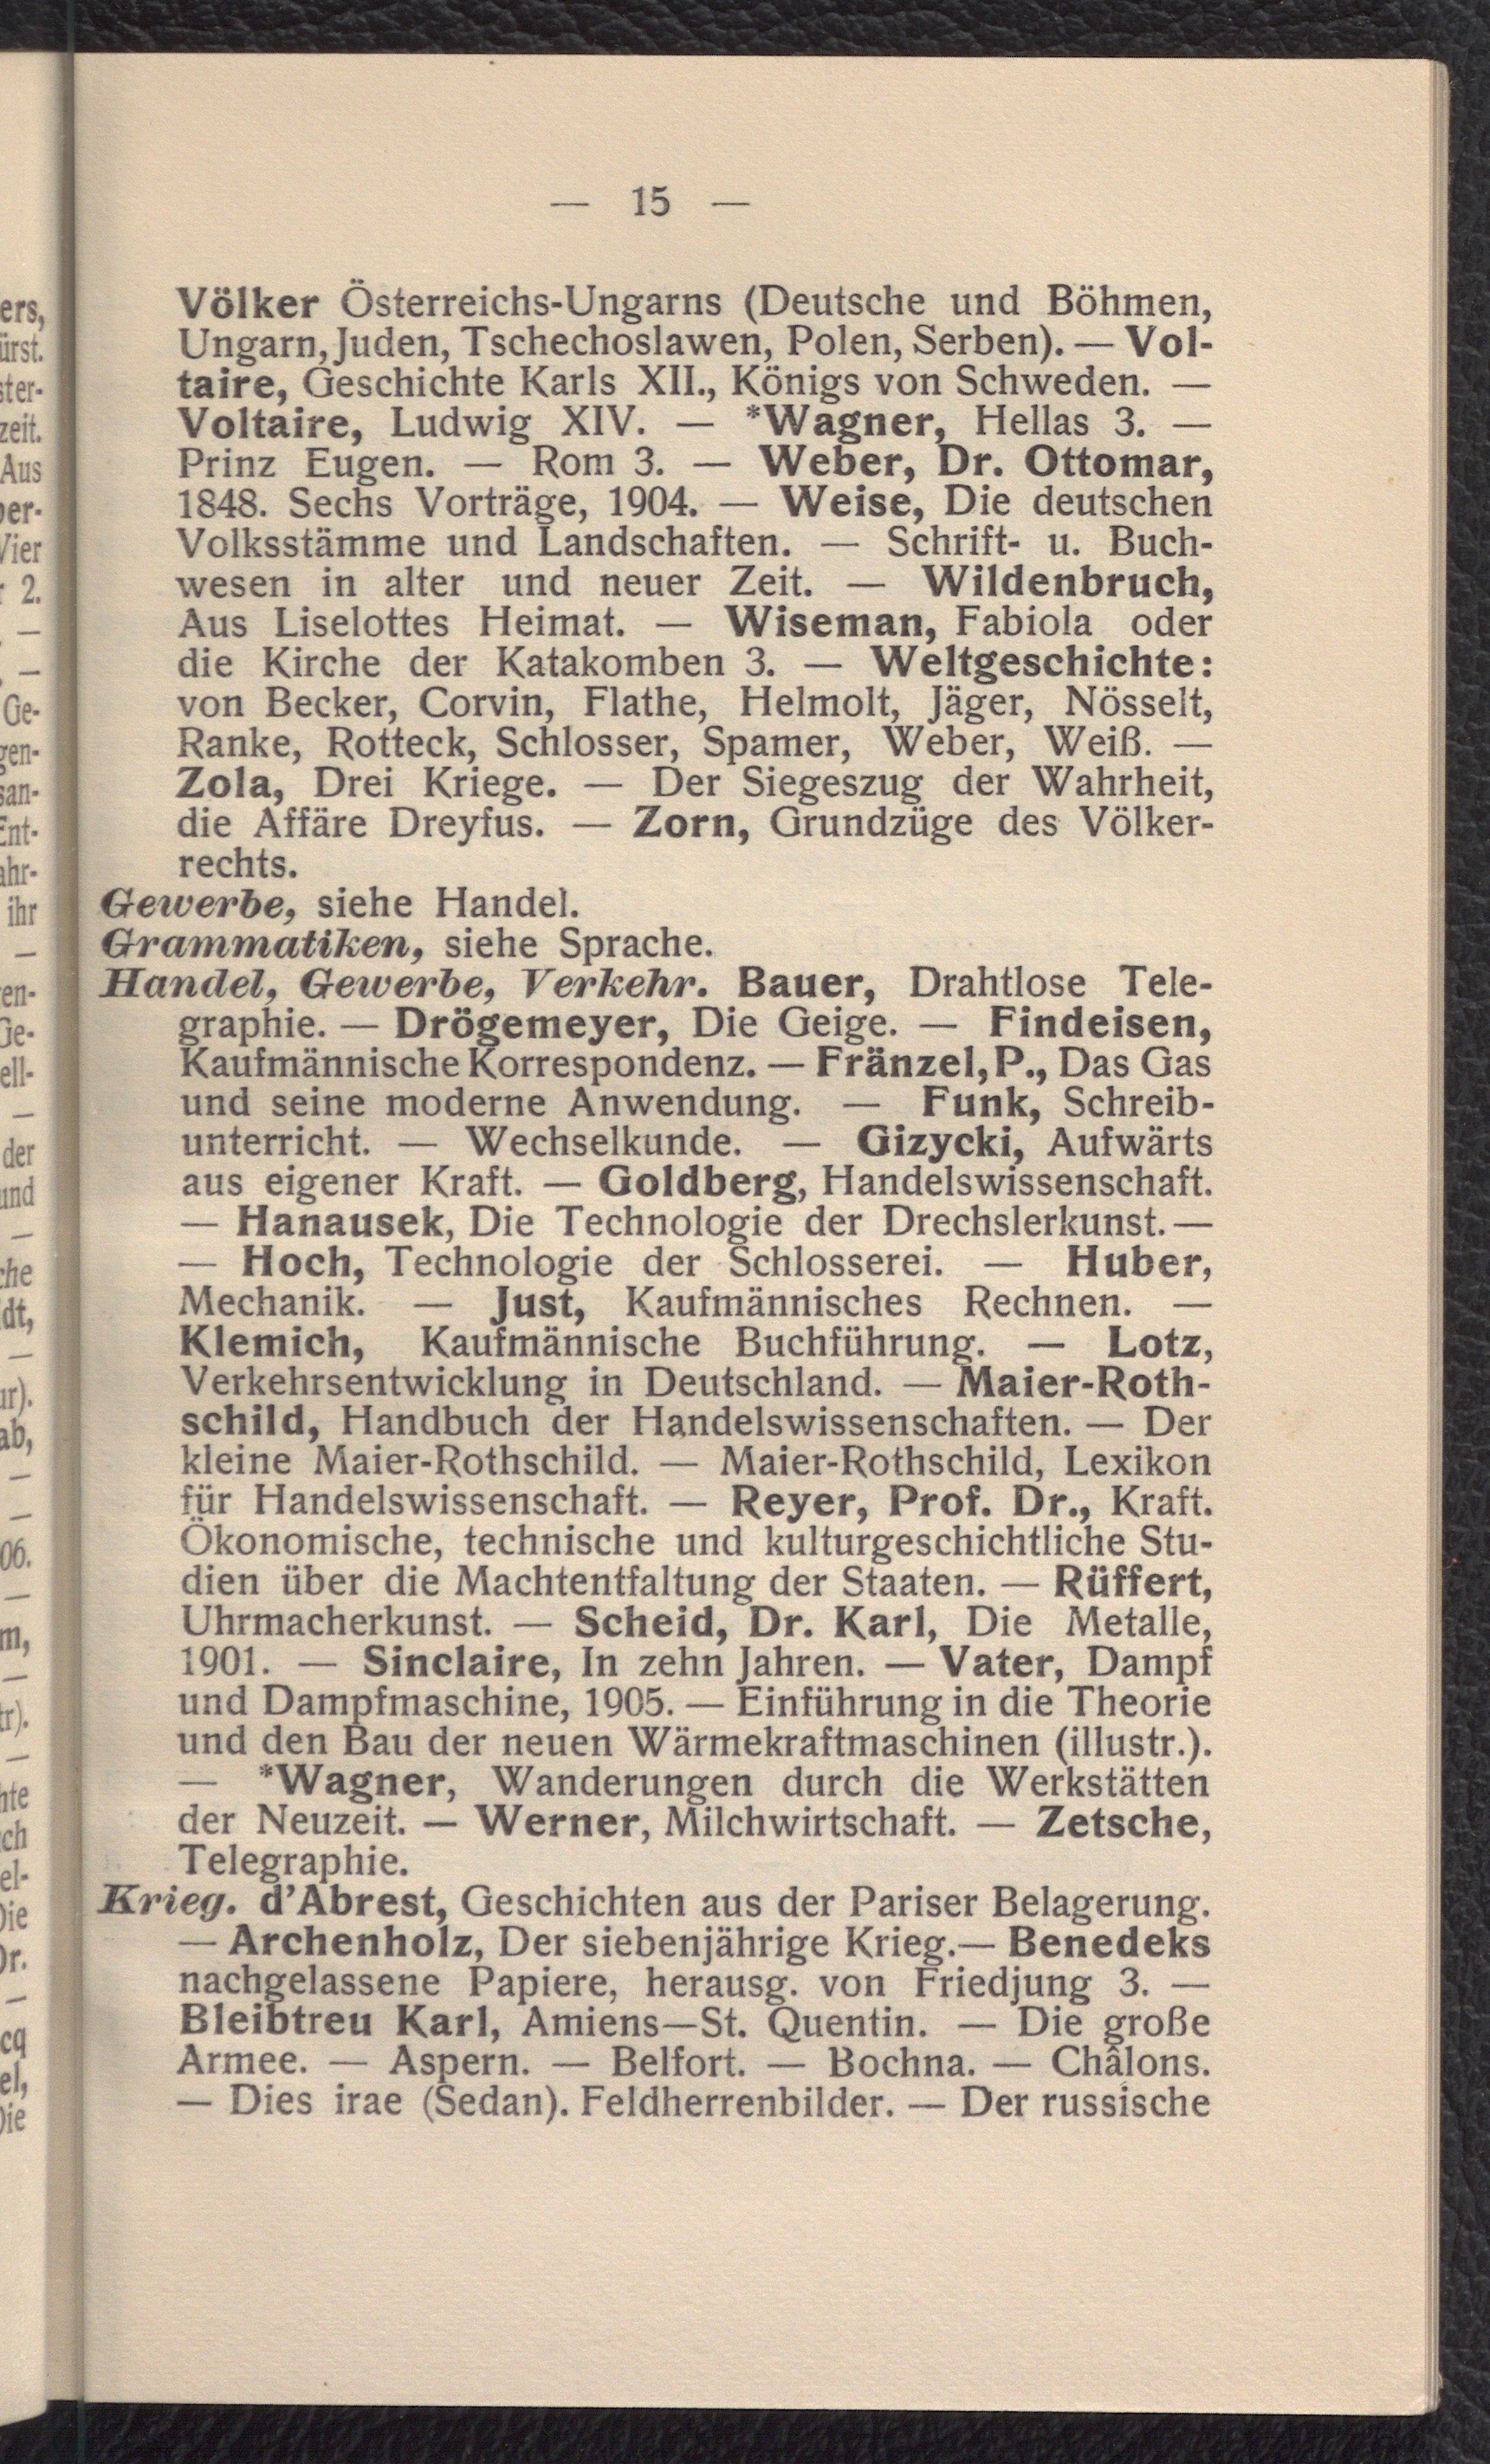 — 15 —
Völker Österreichs-Ungarns (Deutsche und Böhmen,
Ungarn, Juden, Tschechoslawen, Polen, Serben). — Vol-
taire, Geschichte Karls XII., Königs von Schweden. —
Voltaire, Ludwig XIV. — *Wagner, Hellas 3. —
Prinz Eugen. — Rom 3. — Weber, Dr. Ottomar,
1848. Sechs Vorträge, 1904. — Weise, Die deutschen
Volksstämme und Landschaften. — Schrift- u. Buch-
wesen in alter und neuer Zeit. — Wildenbruch,
Aus Liselottes Heimat. — Wiseman, Fabiola oder
die Kirche der Katakomben 3. — Weltgeschichte:
von Becker, Corvin, Flathe, Helmolt, Jäger, Nösselt,
Ranke, Rotteck, Schlosser, Spamer, Weber, Weiß. —
Zola, Drei Kriege. — Der Siegeszug der Wahrheit,
die Affäre Dreyfus. — Zorn, Grundzüge des Völker-
rechts.
Gewerbe, siehe Handel.
Grammatiken, siehe Sprache.
Handel, Gewerbe, Verkehr. Bauer, Drahtlose Tele-
graphie. — Drögemeyer, Die Geige. — Findeisen,
Kaufmännische Korrespondenz. — Fränzel, P., Das Gas
und seine moderne Anwendung. — Funk, Schreib-
unterricht. — Wechselkunde. — Gizycki, Aufwärts
aus eigener Kraft. — Goldberg, Handelswissenschaft.
— Hanausek, Die Technologie der Drechslerkunst. —
— Hoch, Technologie der Schlosserei. — Huber,
Mechanik. — Just, Kaufmännisches Rechnen. —
Klemich, Kaufmännische Buchführung. — Lotz,
Verkehrsentwicklung in Deutschland. — Maier-Roth-
schild, Handbuch der Handelswissenschaften. — Der
kleine Maier-Rothschild. — Maier-Rothschild, Lexikon
für Handelswissenschaft. — Reyer, Prof. Dr., Kraft.
Ökonomische, technische und kulturgeschichtliche Stu-
dien über die Machtentfaltung der Staaten. — Rüffert,
Uhrmacherkunst. — Scheid, Dr. Karl, Die Metalle,
1901. — Sinclaire, In zehn Jahren. — Vater, Dampf
und Dampfmaschine, 1905. — Einführung in die Theorie
und den Bau der neuen Wärmekraftmaschinen (illustr.).
— *Wagner, Wanderungen durch die Werkstätten
der Neuzeit. — Werner, Milchwirtschaft. — Zetsche,
Telegraphie.
Krieg. d'Abrest, Geschichten aus der Pariser Belagerung.
— Archenholz, Der siebenjährige Krieg. — Benedeks
nachgelassene Papiere, herausg. von Friedjung 3. —
Bleibtreu Karl, Amiens—St. Quentin. — Die große
Armee. — Aspern. — Belfort. — Bochna. — Châlons.
— Dies irae (Sedan). Feldherrenbilder. — Der russische